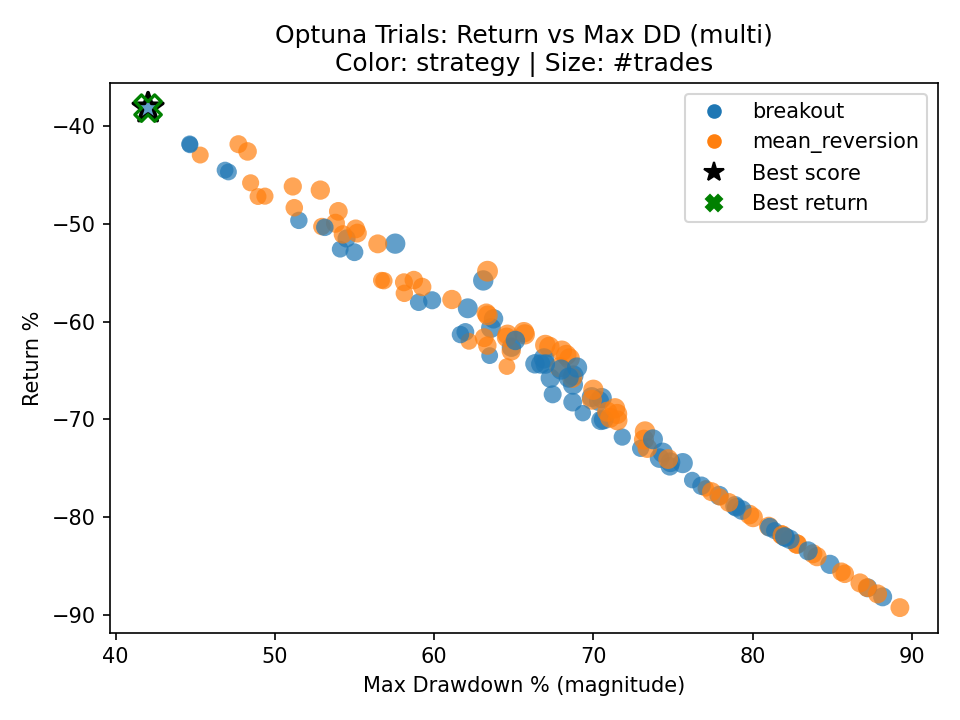 Optuna Trials: Return vs Max DD (multi)
Color: strategy | Size: #trades
breakout
mean_reversion
Best score
Best return
Return %
−40
−50
−60
−70
−80
−90
40
50
60
70
80
90
Max Drawdown % (magnitude)